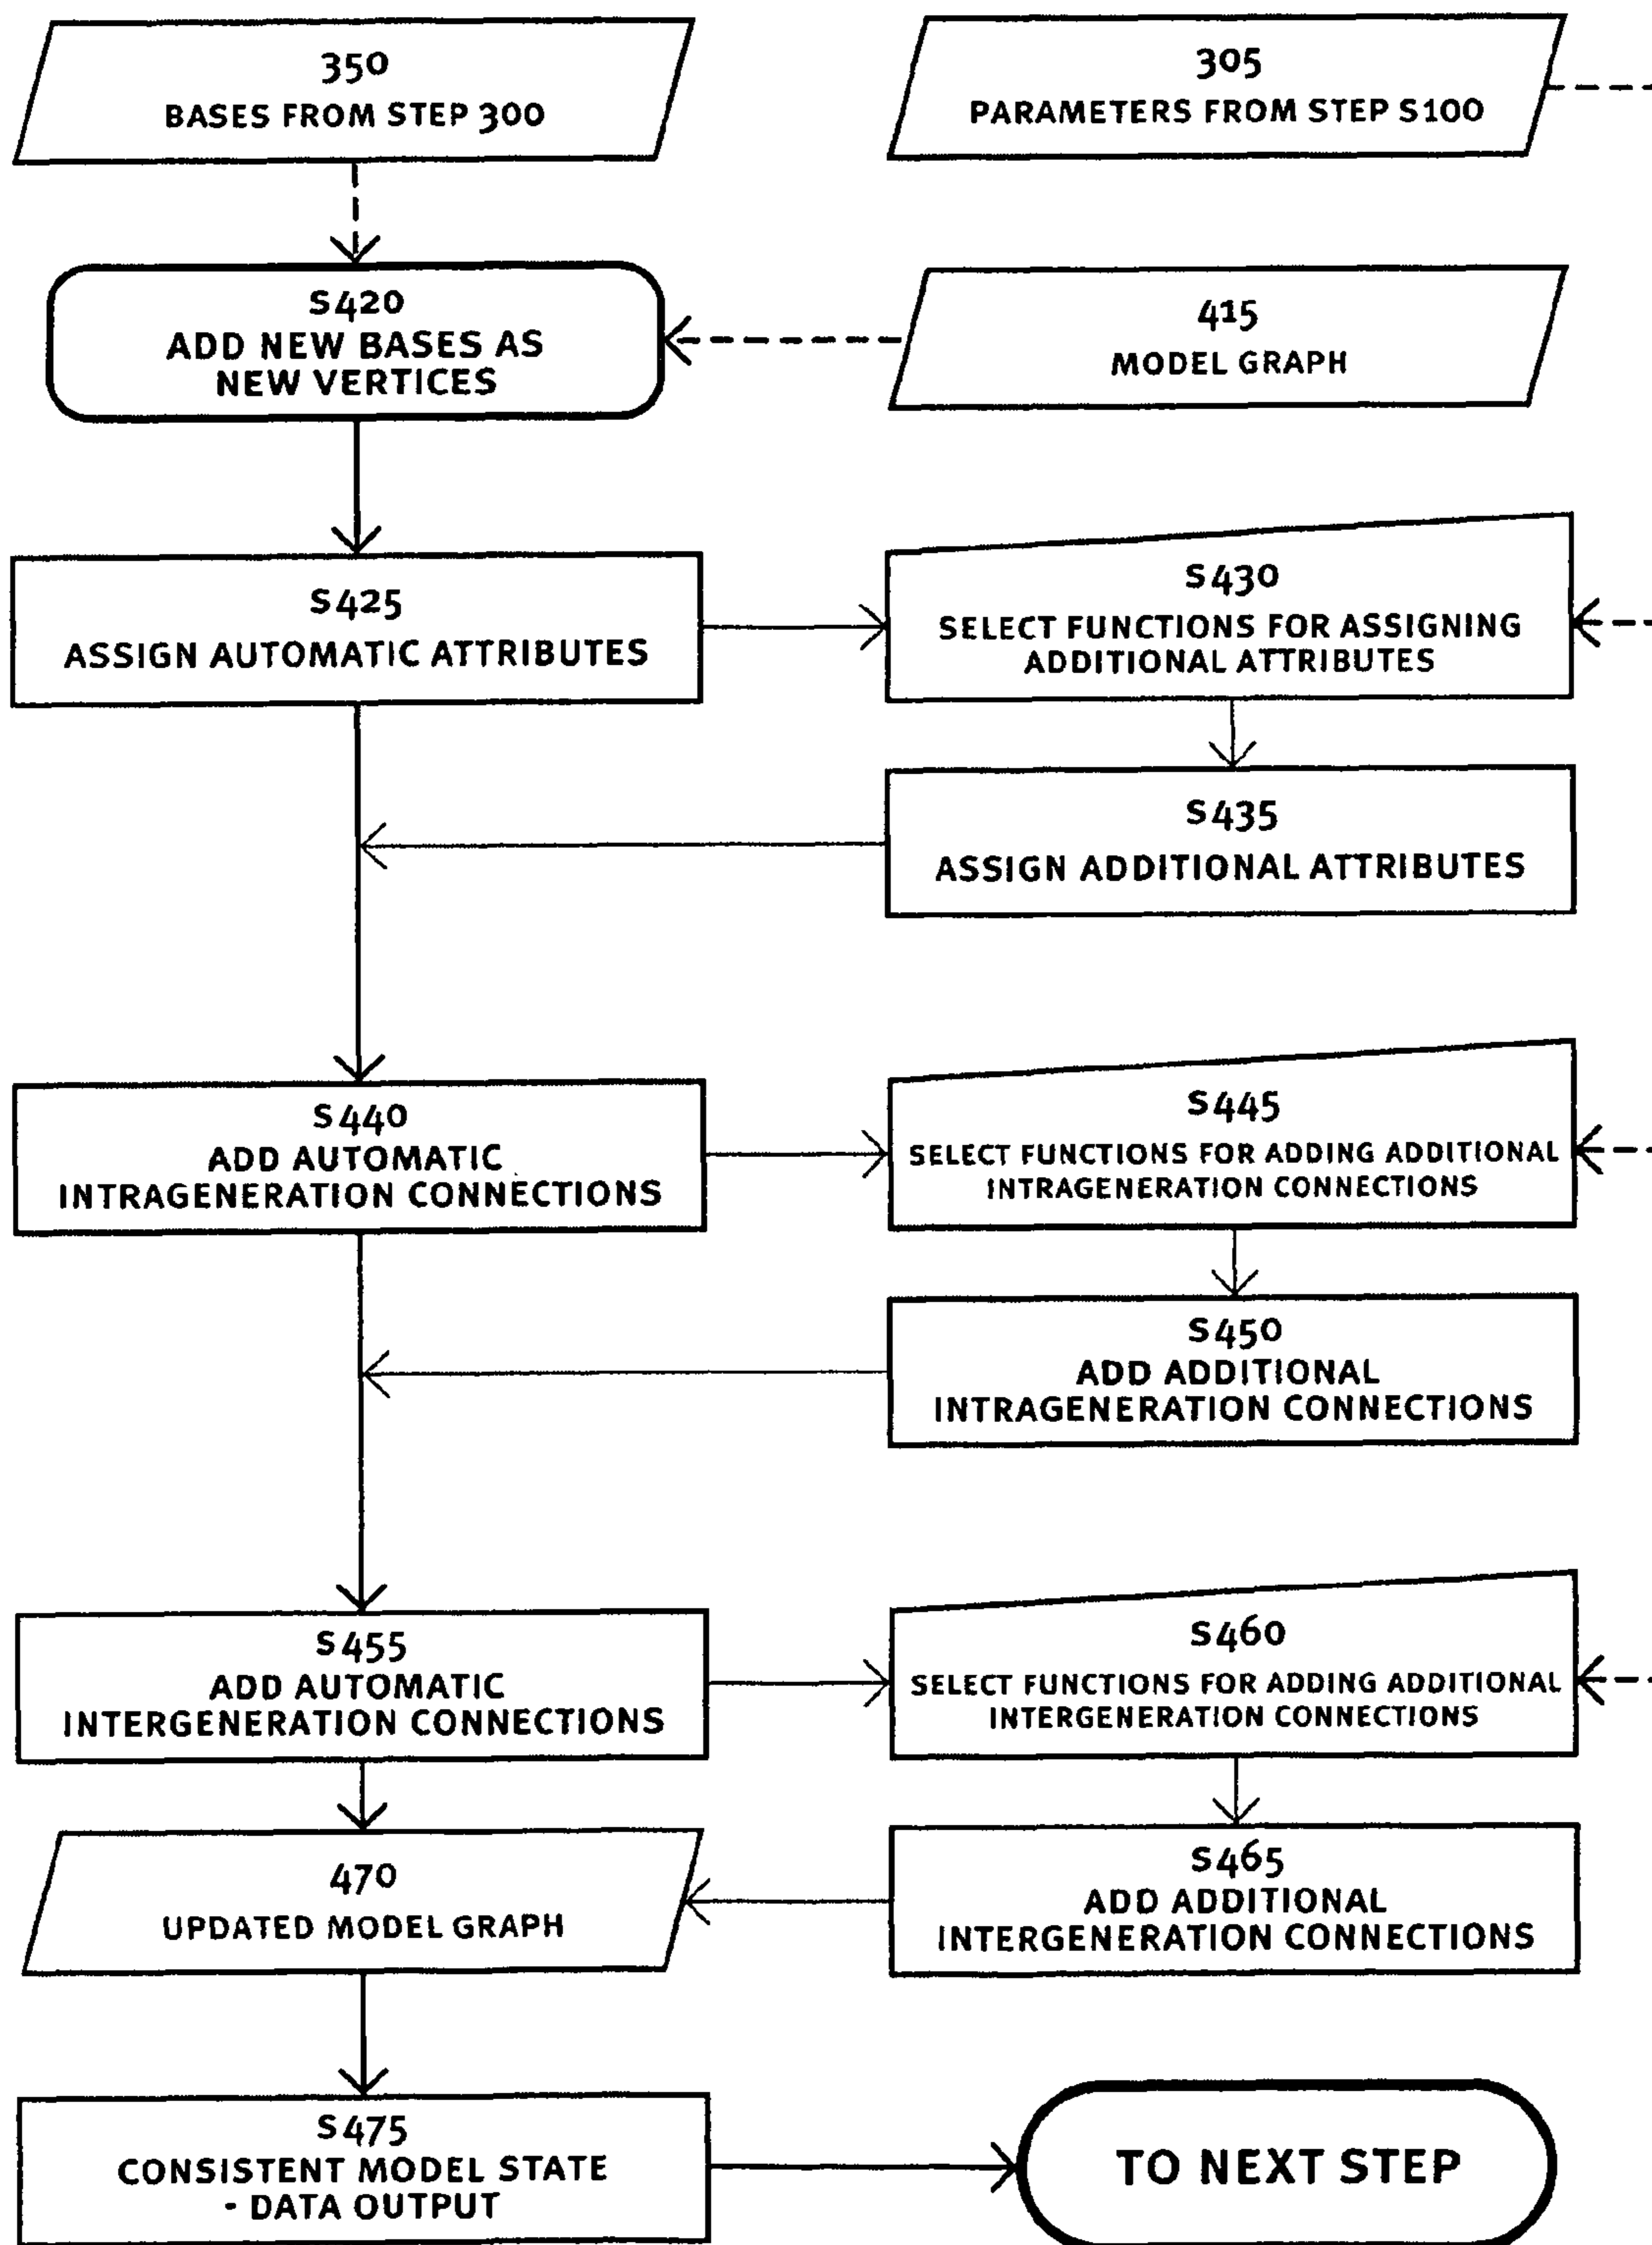 350
BASES FROM STEP 300
305
PARAMETERS FROM STEP S100
S420
ADD NEW BASES AS
NEW VERTICES
415
MODEL GRAPH
S425
ASSIGN AUTOMATIC ATTRIBUTES
S430
SELECT FUNCTIONS FOR ASSIGNING
ADDITIONAL ATTRIBUTES
S435
ASSIGN ADDITIONAL ATTRIBUTES
S440
ADD AUTOMATIC
INTRAGENERATION CONNECTIONS
S445
SELECT FUNCTIONS FOR ADDING ADDITIONAL
INTRAGENERATION CONNECTIONS
S450
ADD ADDITIONAL
INTRAGENERATION CONNECTIONS
S455
ADD AUTOMATIC
INTERGENERATION CONNECTIONS
S460
SELECT FUNCTIONS FOR ADDING ADDITIONAL
INTERGENERATION CONNECTIONS
470
UPDATED MODEL GRAPH
S465
ADD ADDITIONAL
INTERGENERATION CONNECTIONS
S475
CONSISTENT MODEL STATE
- DATA OUTPUT
TO NEXT STEP